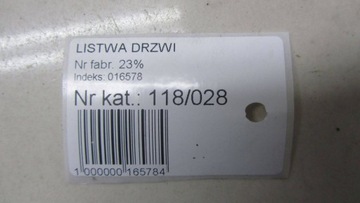 LISTWA DRZWI
Nr fabr. 23%
Indeks: 016578
Nr kat.: 118/028
1 000000 165784